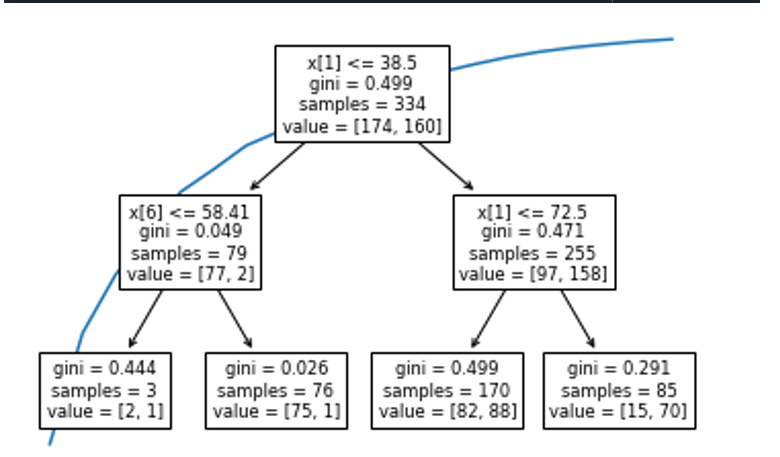 x[1] <= 38.5
gini = 0.499
samples = 334
value = [174, 160]
x[6] <= 58.41
gini = 0.049
samples = 79
value = [77, 2]
x[1] <= 72.5
gini = 0.471
samples = 255
value = [97, 158]
gini = 0.444
samples = 3
value = [2, 1]
gini = 0.026
samples = 76
value = [75, 1]
gini = 0.499
samples = 170
value = [82, 88]
gini = 0.291
samples = 85
value = [15, 70]